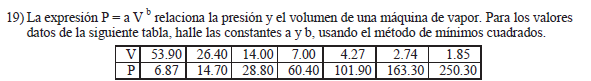 19) La expresión P = a V b relaciona la presión y el volumen de una máquina de vapor. Para los valores
datos de la siguiente tabla, halle las constantes a y b, usando el método de mínimos cuadrados.
V 53.90 26.40 14.00 7.00 4.27 2.74 1.85
P 6.87 14.70 28.80 60.40 101.90 163.30 250.30